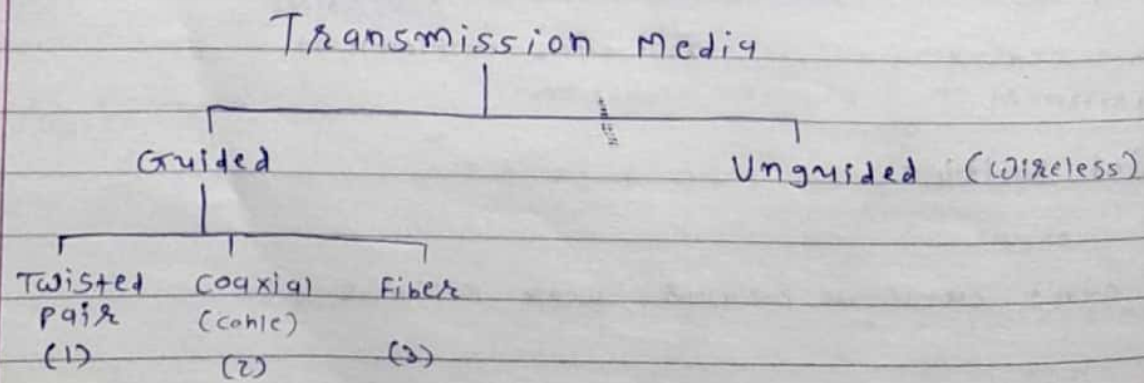 Transmission Media
Guided
Unguided (wireless)
Twisted pair (1)
Coaxial (cable) (2)
Fiber (3)